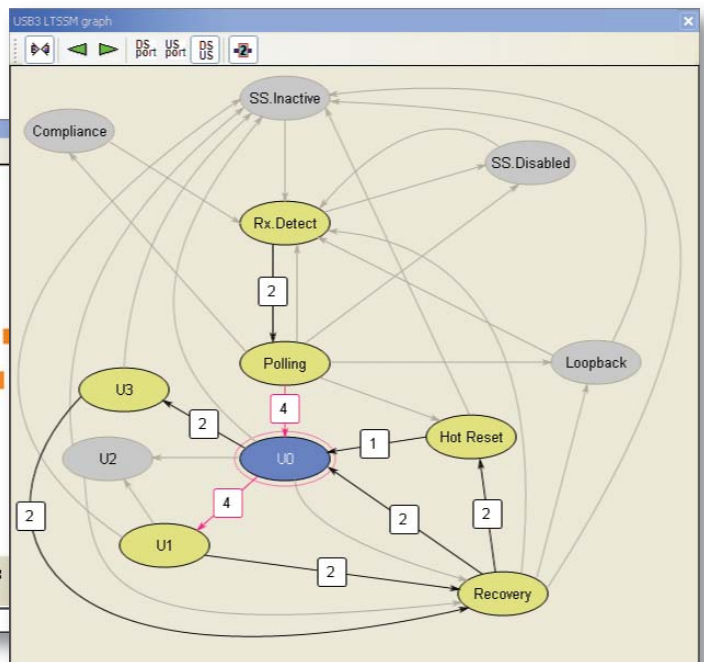 USB3 LTSSM graph
DS port
US port
DS US
2
SS.Inactive
Compliance
SS.Disabled
Rx.Detect
2
Polling
Loopback
U3
4
2
Hot Reset
1
U0
U2
4
2
2
2
U1
2
Recovery